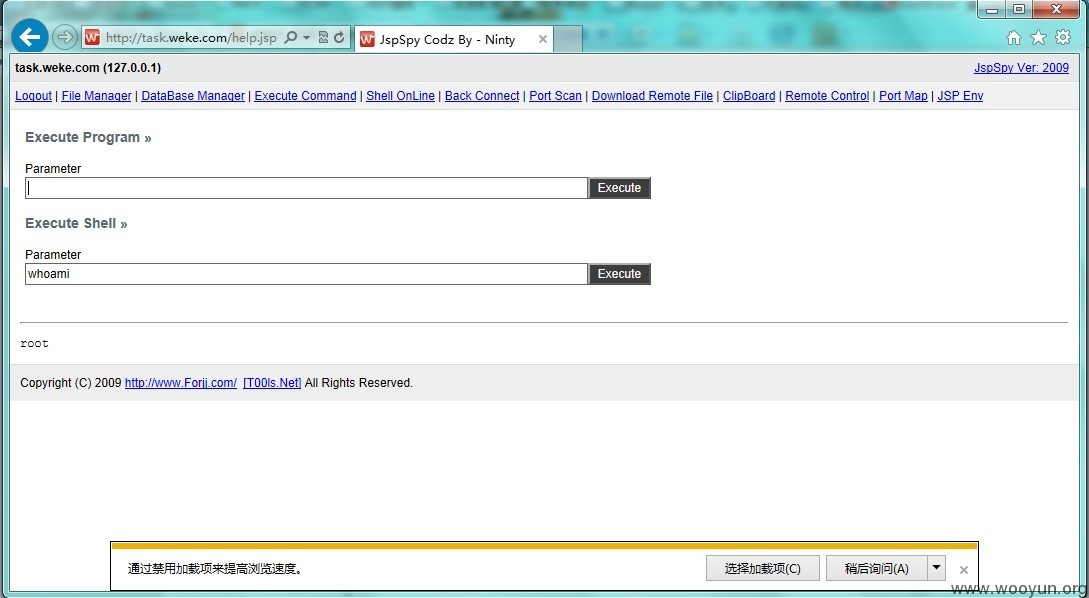 http://task.weke.com/help.jsp
JspSpy Codz By - Ninty
task.weke.com (127.0.0.1)
JspSpy Ver: 2009
Logout | File Manager | DataBase Manager | Execute Command | Shell OnLine | Back Connect | Port Scan | Download Remote File | ClipBoard | Remote Control | Port Map | JSP Env
Execute Program »
Parameter
Execute
Execute Shell »
Parameter
whoami
Execute
root
Copyright (C) 2009 http://www.Forjj.com/ [T00ls.Net] All Rights Reserved.
通过禁用加载项来提高浏览速度。
选择加载项(C)
稍后询问(A)
www.wooyun.org